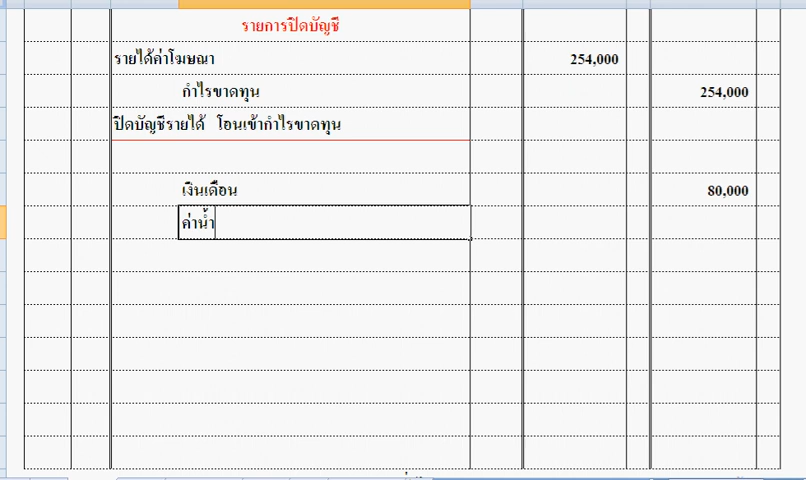 รายการปิดบัญชี
รายได้ค่าโฆษณา 254,000
กำไรขาดทุน 254,000
ปิดบัญชีรายได้ โอนเข้ากำไรขาดทุน
เงินเดือน 80,000
ค่าน้ำ